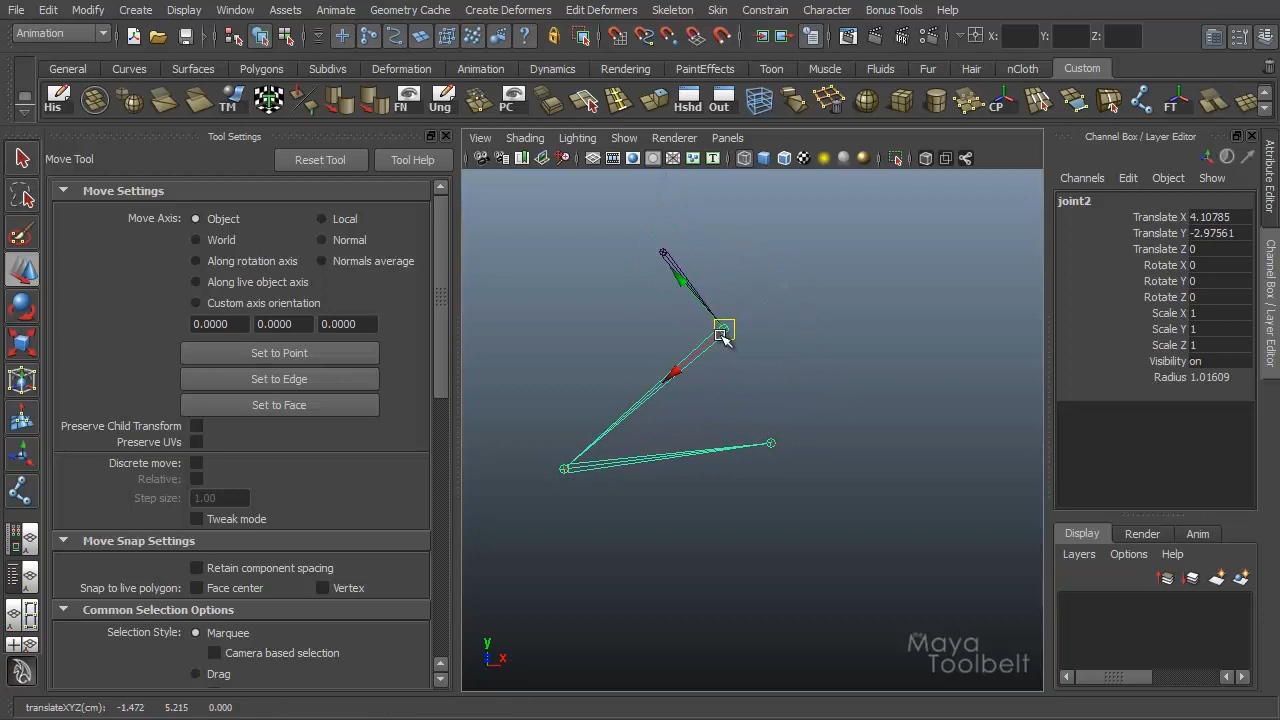 File Edit Modify Create Display Window Assets Animate Geometry Cache Create Deformers Edit Deformers Skeleton Skin Constrain Character Bonus Tools Help
Animation X: Y: Z:
General Curves Surfaces Polygons Subdivs Deformation Animation Dynamics Rendering PaintEffects Toon Muscle Fluids Fur Hair nCloth Custom
His TM FN Ung PC Hshd Out CP FT
Tool Settings
Move Tool Reset Tool Tool Help
Move Settings
Move Axis: Object Local
World Normal
Along rotation axis Normals average
Along live object axis
Custom axis orientation
0.0000 0.0000 0.0000
Set to Point
Set to Edge
Set to Face
Preserve Child Transform
Preserve UVs
Discrete move:
Relative:
Step size: 1.00
Tweak mode
Move Snap Settings
Retain component spacing
Snap to live polygon: Face center Vertex
Common Selection Options
Selection Style: Marquee
Camera based selection
Drag
View Shading Lighting Show Renderer Panels
y
z x
my
Maya
Toolbelt
Channel Box / Layer Editor
Channels Edit Object Show
joint2
Translate X 4.10785
Translate Y -2.97561
Translate Z 0
Rotate X 0
Rotate Y 0
Rotate Z 0
Scale X 1
Scale Y 1
Scale Z 1
Visibility on
Radius 1.01609
Display Render Anim
Layers Options Help
Attribute Editor
Channel Box / Layer Editor
translateXYZ(cm): -1.472 5.215 0.000